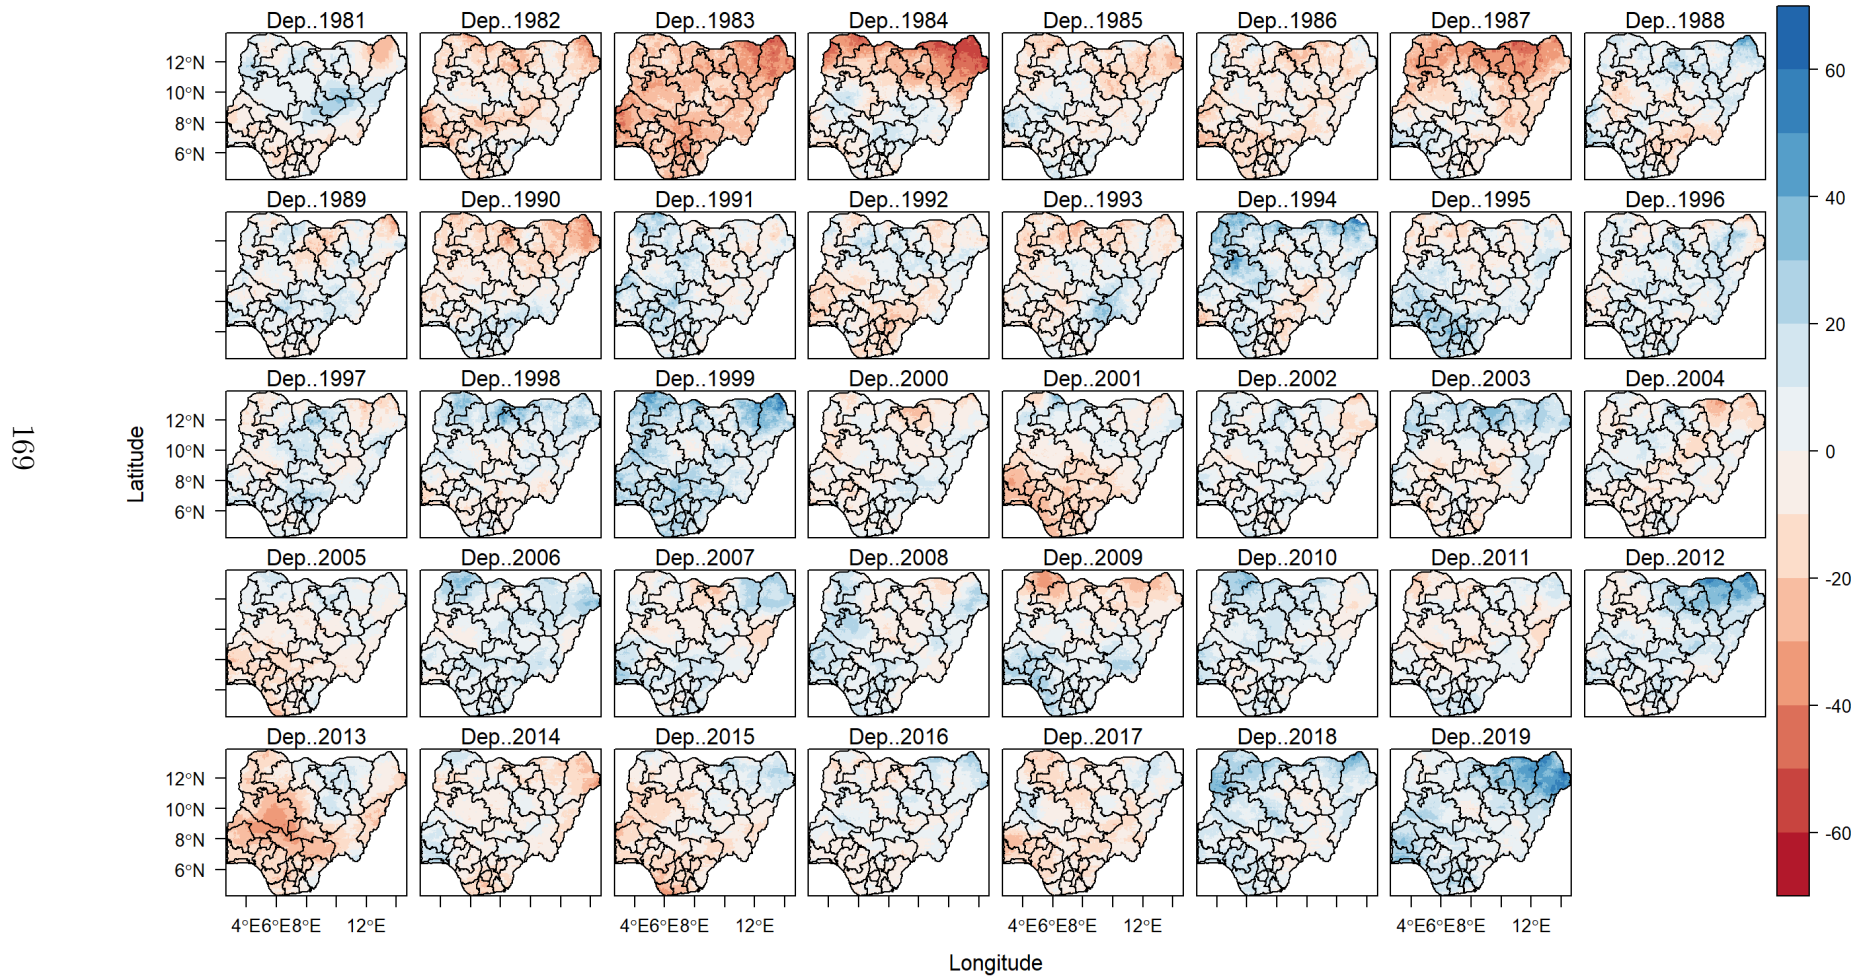 Dep..1981 Dep..1982 Dep..1983 Dep..1984 Dep..1985 Dep..1986 Dep..1987 Dep..1988
12°N
10°N
8°N
6°N
Dep..1989 Dep..1990 Dep..1991 Dep..1992 Dep..1993 Dep..1994 Dep..1995 Dep..1996
Dep..1997 Dep..1998 Dep..1999 Dep..2000 Dep..2001 Dep..2002 Dep..2003 Dep..2004
12°N
10°N
8°N
6°N
Dep..2005 Dep..2006 Dep..2007 Dep..2008 Dep..2009 Dep..2010 Dep..2011 Dep..2012
Dep..2013 Dep..2014 Dep..2015 Dep..2016 Dep..2017 Dep..2018 Dep..2019
12°N
10°N
8°N
6°N
4°E6°E8°E 12°E 4°E6°E8°E 12°E 4°E6°E8°E 12°E 4°E6°E8°E 12°E
Longitude
Latitude
60
40
20
0
-20
-40
-60
169